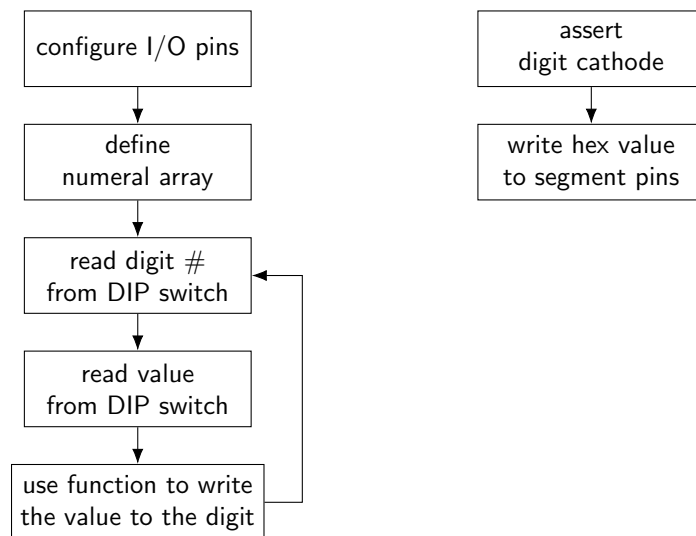 configure I/O pins
define
numeral array
read digit #
from DIP switch
read value
from DIP switch
use function to write
the value to the digit
assert
digit cathode
write hex value
to segment pins